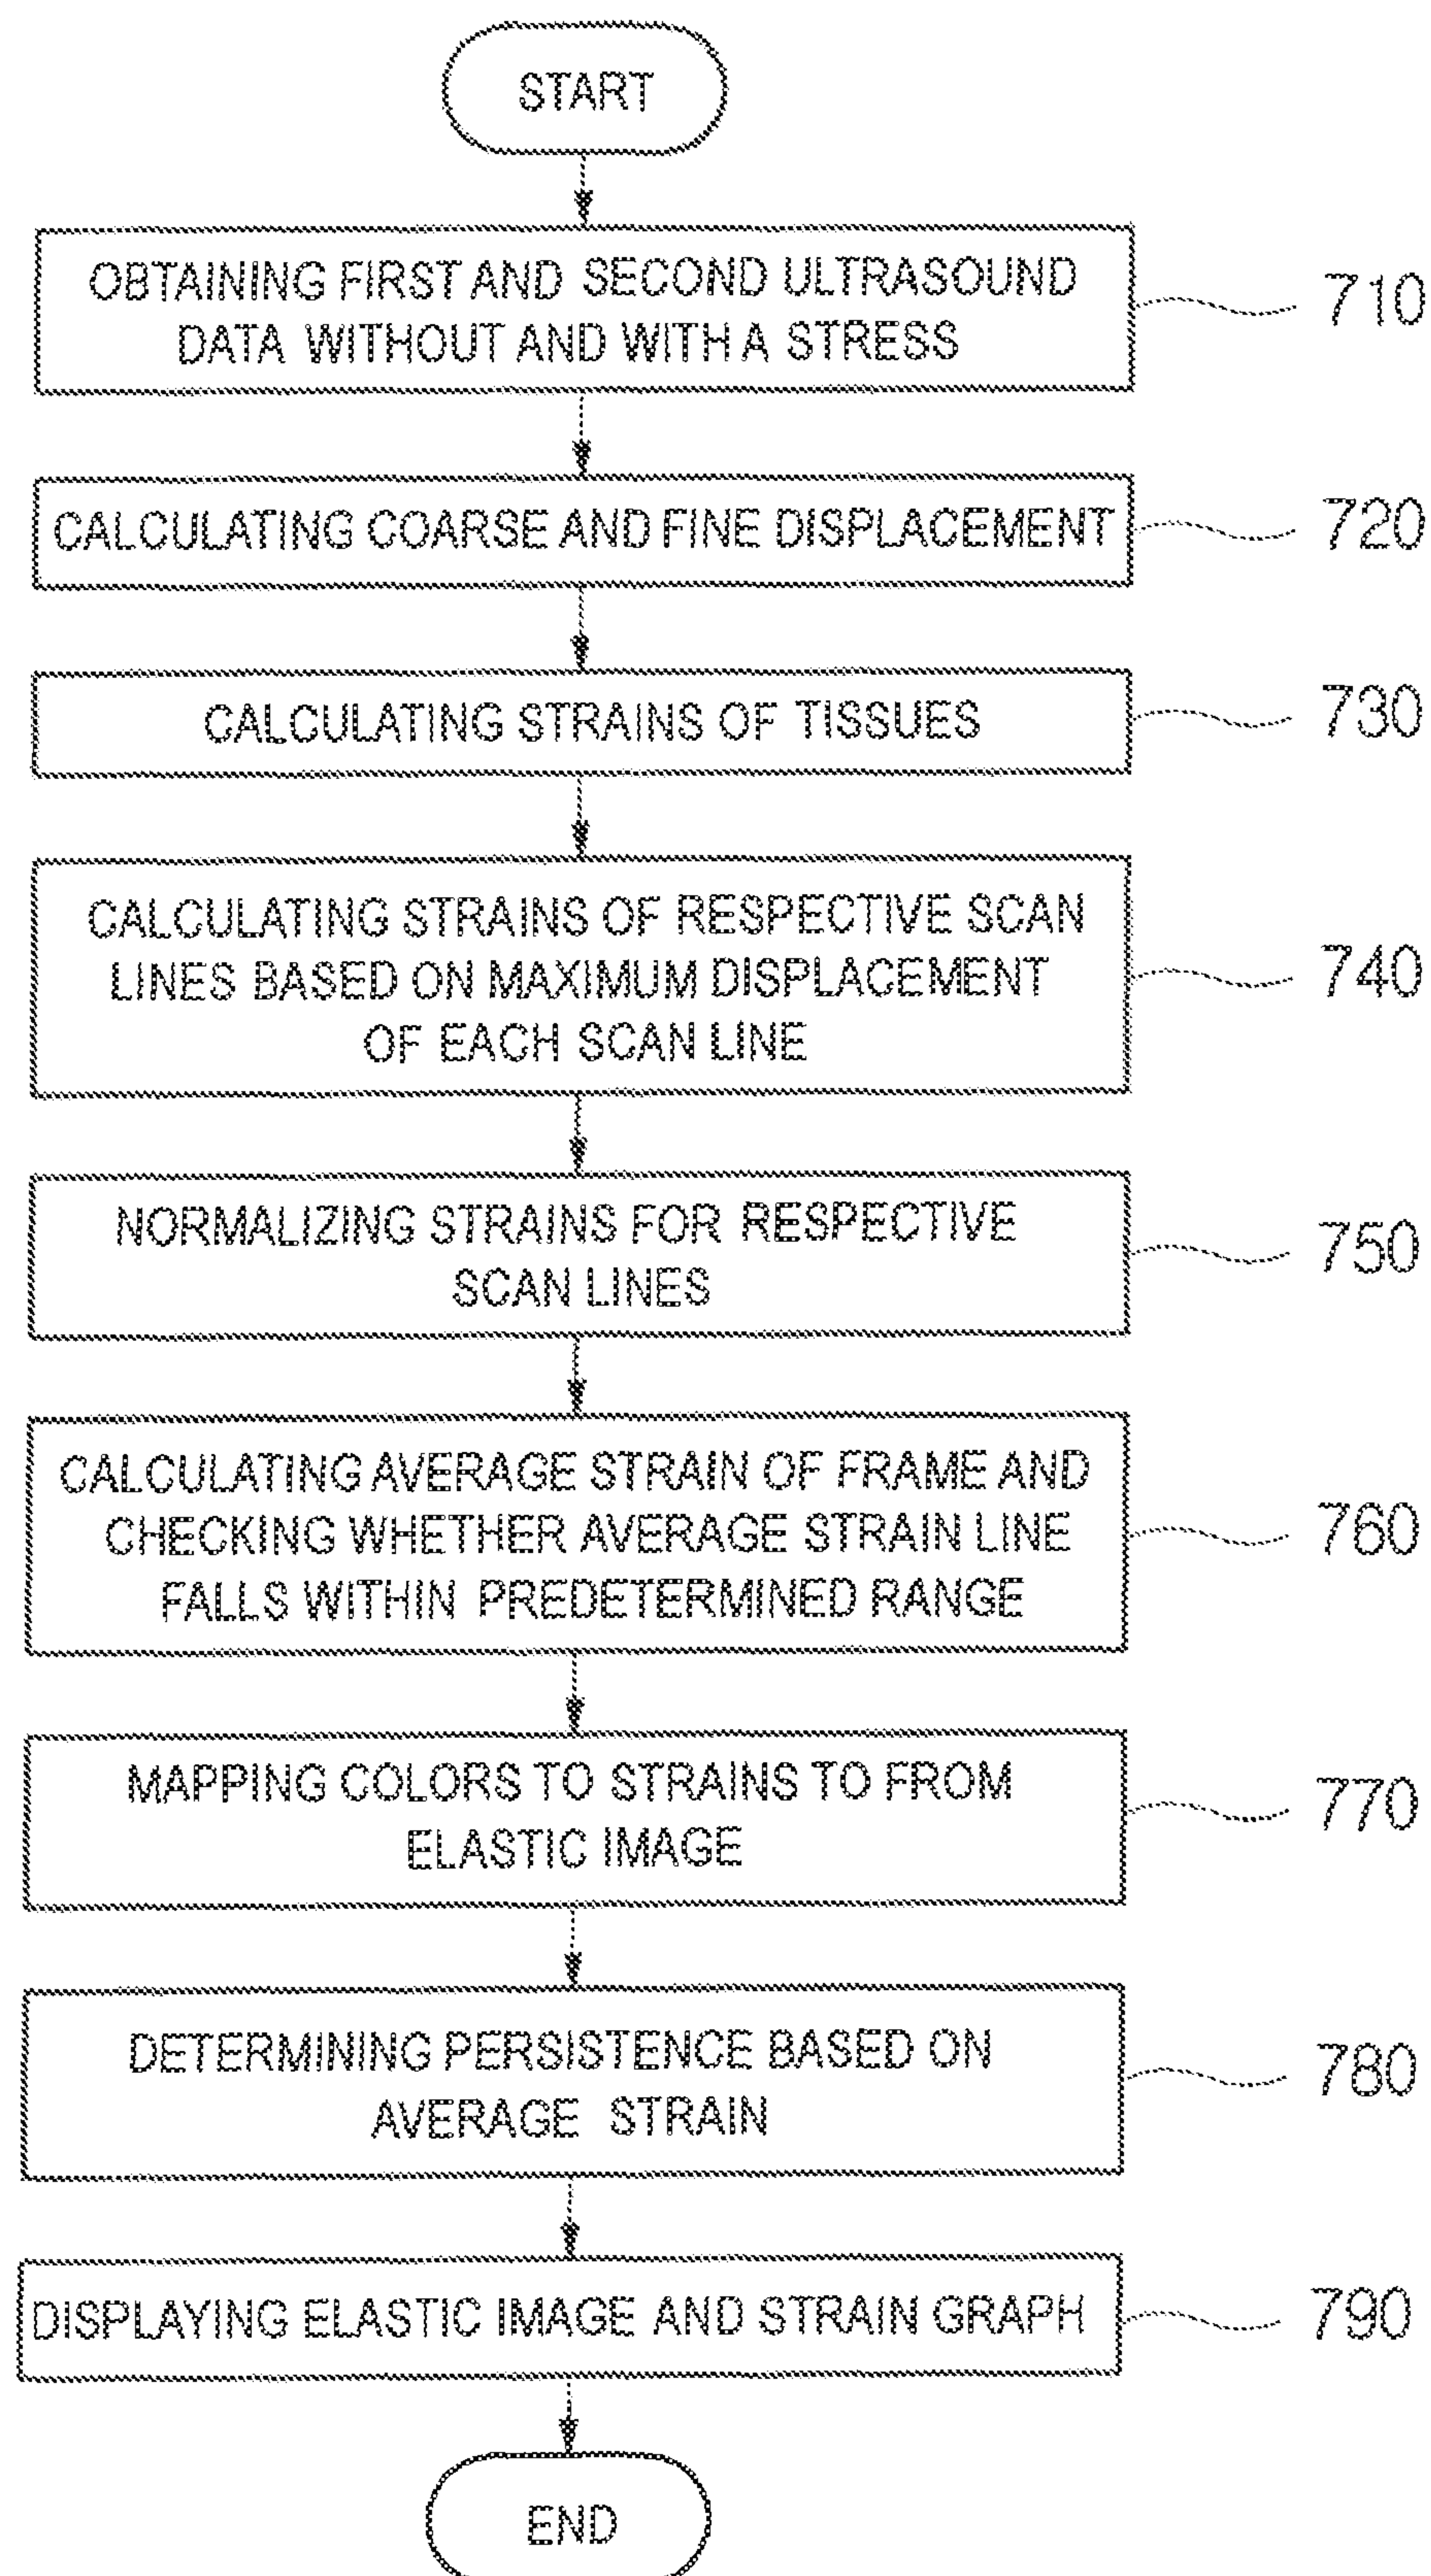 START
OBTAINING FIRST AND SECOND ULTRASOUND
DATA WITHOUT AND WITH A STRESS
710
CALCULATING COARSE AND FINE DISPLACEMENT
720
CALCULATING STRAINS OF TISSUES
730
CALCULATING STRAINS OF RESPECTIVE SCAN
LINES BASED ON MAXIMUM DISPLACEMENT
OF EACH SCAN LINE
740
NORMALIZING STRAINS FOR RESPECTIVE
SCAN LINES
750
CALCULATING AVERAGE STRAIN OF FRAME AND
CHECKING WHETHER AVERAGE STRAIN LINE
FALLS WITHIN PREDETERMINED RANGE
760
MAPPING COLORS TO STRAINS TO FROM
ELASTIC IMAGE
770
DETERMINING PERSISTENCE BASED ON
AVERAGE STRAIN
780
DISPLAYING ELASTIC IMAGE AND STRAIN GRAPH
790
END